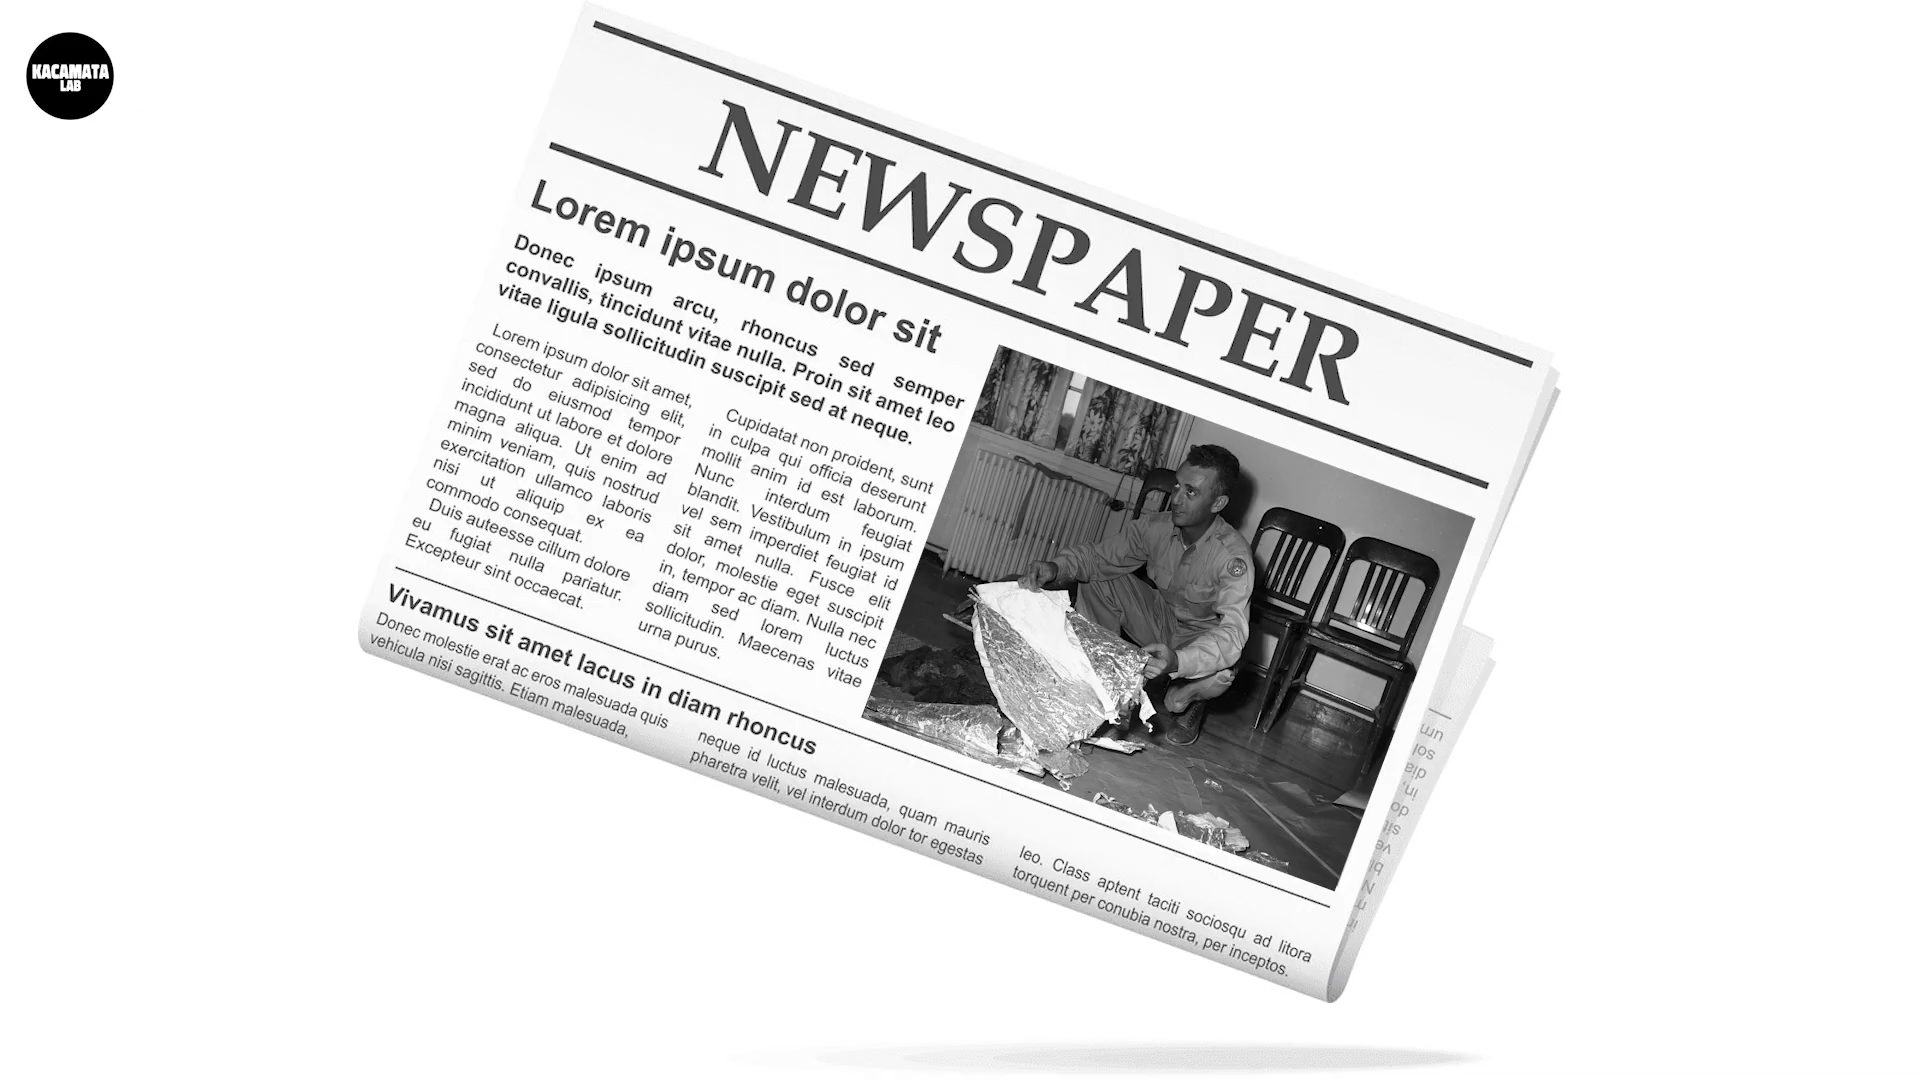 KACAMATA
LAB
NEWSPAPER
Lorem ipsum dolor sit
Donec ipsum arcu, rhoncus sed semper
convallis, tincidunt vitae nulla. Proin sit amet leo
vitae ligula sollicitudin suscipit sed at neque.
Lorem ipsum dolor sit amet,
consectetur adipisicing elit,
sed do eiusmod tempor
incididunt ut labore et dolore
magna aliqua. Ut enim ad
minim veniam, quis nostrud
exercitation ullamco laboris
nisi ut aliquip ex ea
commodo consequat.
Duis auteesse cillum dolore
eu fugiat nulla pariatur.
Excepteur sint occaecat.
Cupidatat non proident, sunt
in culpa qui officia deserunt
mollit anim id est laborum.
Nunc interdum feugiat
blandit. Vestibulum in ipsum
vel sem imperdiet feugiat id
sit amet nulla. Fusce elit
dolor, molestie eget suscipit
in, tempor ac diam. Nulla nec
diam sed lorem luctus
sollicitudin. Maecenas vitae
urna purus.
Vivamus sit amet lacus in diam rhoncus
Donec molestie erat ac eros malesuada quis
vehicula nisi sagittis. Etiam malesuada,
neque id luctus malesuada, quam mauris
pharetra velit, vel interdum dolor tor egestas
leo. Class aptent taciti sociosqu ad litora
torquent per conubia nostra, per inceptos.